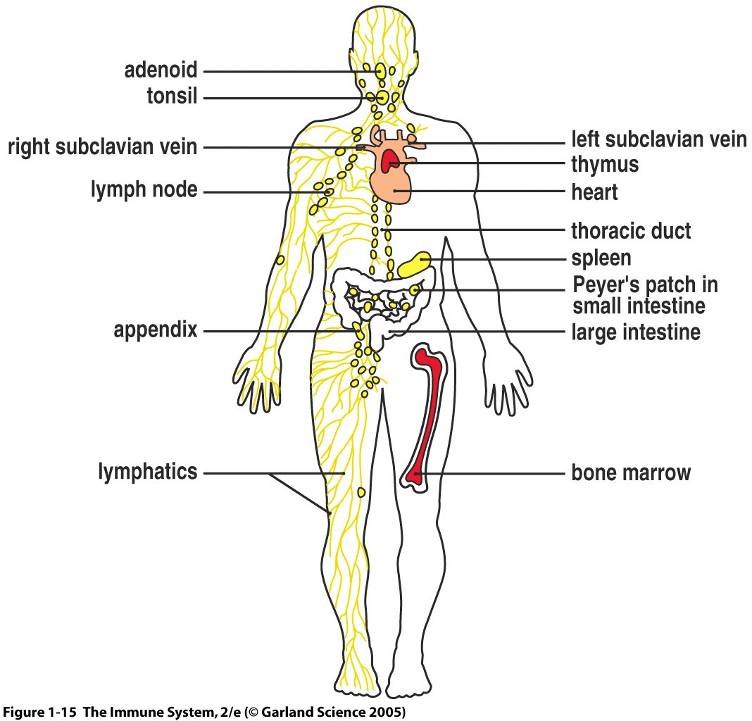 adenoid
tonsil
right subclavian vein
lymph node
appendix
lymphatics
left subclavian vein
thymus
heart
thoracic duct
spleen
Peyer's patch in
small intestine
large intestine
bone marrow
Figure 1-15 The Immune System, 2/e (© Garland Science 2005)